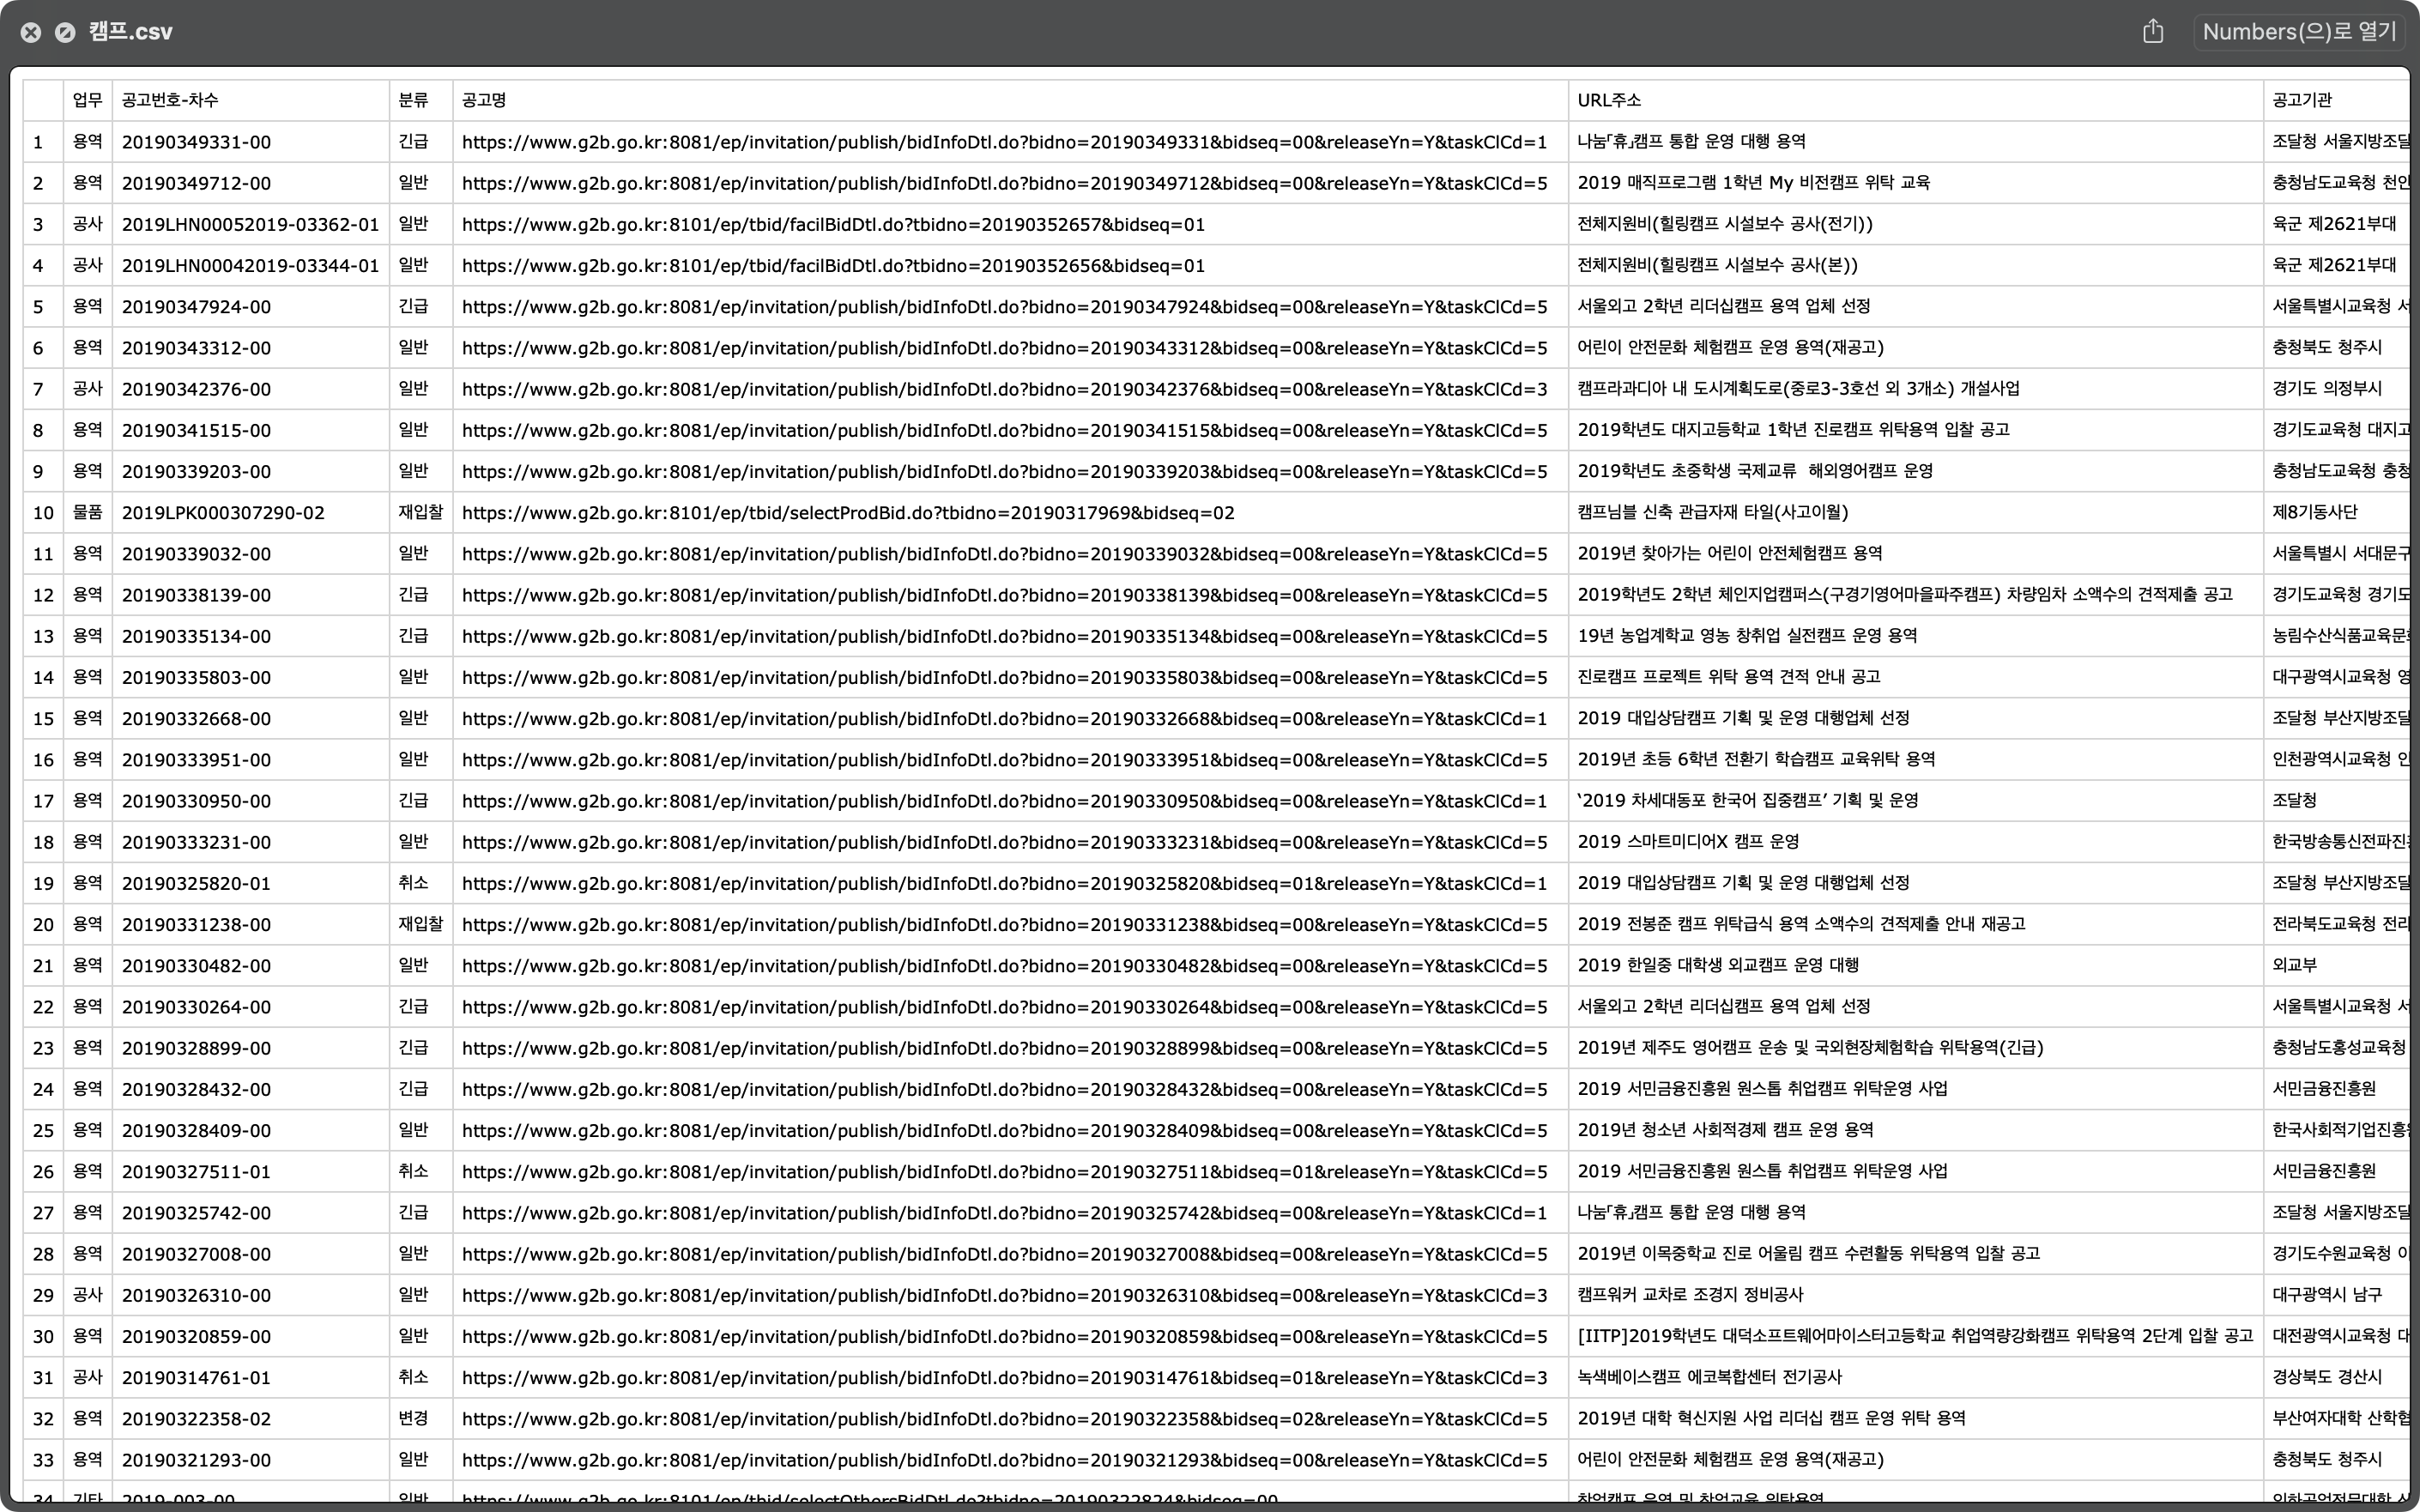 캠프.csv
Numbers(으)로 열기
업무 공고번호-차수 분류 공고명 URL주소 공고기관
1 용역 20190349331-00 긴급 https://www.g2b.go.kr:8081/ep/invitation/publish/bidInfoDtl.do?bidno=20190349331&bidseq=00&releaseYn=Y&taskClCd=1 나눔「휴」캠프 통합 운영 대행 용역 조달청 서울지방조달
2 용역 20190349712-00 일반 https://www.g2b.go.kr:8081/ep/invitation/publish/bidInfoDtl.do?bidno=20190349712&bidseq=00&releaseYn=Y&taskClCd=5 2019 매직프로그램 1학년 My 비전캠프 위탁 교육 충청남도교육청 천안
3 공사 2019LHN00052019-03362-01 일반 https://www.g2b.go.kr:8101/ep/tbid/facilBidDtl.do?tbidno=20190352657&bidseq=01 전체지원비(힐링캠프 시설보수 공사(전기)) 육군 제2621부대
4 공사 2019LHN00042019-03344-01 일반 https://www.g2b.go.kr:8101/ep/tbid/facilBidDtl.do?tbidno=20190352656&bidseq=01 전체지원비(힐링캠프 시설보수 공사(본)) 육군 제2621부대
5 용역 20190347924-00 긴급 https://www.g2b.go.kr:8081/ep/invitation/publish/bidInfoDtl.do?bidno=20190347924&bidseq=00&releaseYn=Y&taskClCd=5 서울외고 2학년 리더십캠프 용역 업체 선정 서울특별시교육청 서
6 용역 20190343312-00 일반 https://www.g2b.go.kr:8081/ep/invitation/publish/bidInfoDtl.do?bidno=20190343312&bidseq=00&releaseYn=Y&taskClCd=5 어린이 안전문화 체험캠프 운영 용역(재공고) 충청북도 청주시
7 공사 20190342376-00 일반 https://www.g2b.go.kr:8081/ep/invitation/publish/bidInfoDtl.do?bidno=20190342376&bidseq=00&releaseYn=Y&taskClCd=3 캠프라과디아 내 도시계획도로(중로3-3호선 외 3개소) 개설사업 경기도 의정부시
8 용역 20190341515-00 일반 https://www.g2b.go.kr:8081/ep/invitation/publish/bidInfoDtl.do?bidno=20190341515&bidseq=00&releaseYn=Y&taskClCd=5 2019학년도 대지고등학교 1학년 진로캠프 위탁용역 입찰 공고 경기도교육청 대지고
9 용역 20190339203-00 일반 https://www.g2b.go.kr:8081/ep/invitation/publish/bidInfoDtl.do?bidno=20190339203&bidseq=00&releaseYn=Y&taskClCd=5 2019학년도 초중학생 국제교류 해외영어캠프 운영 충청남도교육청 충청
10 물품 2019LPK000307290-02 재입찰 https://www.g2b.go.kr:8101/ep/tbid/selectProdBid.do?tbidno=20190317969&bidseq=02 캠프님블 신축 관급자재 타일(사고이월) 제8기동사단
11 용역 20190339032-00 일반 https://www.g2b.go.kr:8081/ep/invitation/publish/bidInfoDtl.do?bidno=20190339032&bidseq=00&releaseYn=Y&taskClCd=5 2019년 찾아가는 어린이 안전체험캠프 용역 서울특별시 서대문구
12 용역 20190338139-00 긴급 https://www.g2b.go.kr:8081/ep/invitation/publish/bidInfoDtl.do?bidno=20190338139&bidseq=00&releaseYn=Y&taskClCd=5 2019학년도 2학년 체인지업캠퍼스(구경기영어마을파주캠프) 차량임차 소액수의 견적제출 공고 경기도교육청 경기도
13 용역 20190335134-00 긴급 https://www.g2b.go.kr:8081/ep/invitation/publish/bidInfoDtl.do?bidno=20190335134&bidseq=00&releaseYn=Y&taskClCd=5 19년 농업계학교 영농 창취업 실전캠프 운영 용역 농림수산식품교육문화
14 용역 20190335803-00 일반 https://www.g2b.go.kr:8081/ep/invitation/publish/bidInfoDtl.do?bidno=20190335803&bidseq=00&releaseYn=Y&taskClCd=5 진로캠프 프로젝트 위탁 용역 견적 안내 공고 대구광역시교육청 영
15 용역 20190332668-00 일반 https://www.g2b.go.kr:8081/ep/invitation/publish/bidInfoDtl.do?bidno=20190332668&bidseq=00&releaseYn=Y&taskClCd=1 2019 대입상담캠프 기획 및 운영 대행업체 선정 조달청 부산지방조달
16 용역 20190333951-00 일반 https://www.g2b.go.kr:8081/ep/invitation/publish/bidInfoDtl.do?bidno=20190333951&bidseq=00&releaseYn=Y&taskClCd=5 2019년 초등 6학년 전환기 학습캠프 교육위탁 용역 인천광역시교육청 인
17 용역 20190330950-00 긴급 https://www.g2b.go.kr:8081/ep/invitation/publish/bidInfoDtl.do?bidno=20190330950&bidseq=00&releaseYn=Y&taskClCd=1 ‘2019 차세대동포 한국어 집중캠프’ 기획 및 운영 조달청
18 용역 20190333231-00 일반 https://www.g2b.go.kr:8081/ep/invitation/publish/bidInfoDtl.do?bidno=20190333231&bidseq=00&releaseYn=Y&taskClCd=5 2019 스마트미디어X 캠프 운영 한국방송통신전파진흥
19 용역 20190325820-01 취소 https://www.g2b.go.kr:8081/ep/invitation/publish/bidInfoDtl.do?bidno=20190325820&bidseq=01&releaseYn=Y&taskClCd=1 2019 대입상담캠프 기획 및 운영 대행업체 선정 조달청 부산지방조달
20 용역 20190331238-00 재입찰 https://www.g2b.go.kr:8081/ep/invitation/publish/bidInfoDtl.do?bidno=20190331238&bidseq=00&releaseYn=Y&taskClCd=5 2019 전봉준 캠프 위탁급식 용역 소액수의 견적제출 안내 재공고 전라북도교육청 전라
21 용역 20190330482-00 일반 https://www.g2b.go.kr:8081/ep/invitation/publish/bidInfoDtl.do?bidno=20190330482&bidseq=00&releaseYn=Y&taskClCd=5 2019 한일중 대학생 외교캠프 운영 대행 외교부
22 용역 20190330264-00 긴급 https://www.g2b.go.kr:8081/ep/invitation/publish/bidInfoDtl.do?bidno=20190330264&bidseq=00&releaseYn=Y&taskClCd=5 서울외고 2학년 리더십캠프 용역 업체 선정 서울특별시교육청 서
23 용역 20190328899-00 긴급 https://www.g2b.go.kr:8081/ep/invitation/publish/bidInfoDtl.do?bidno=20190328899&bidseq=00&releaseYn=Y&taskClCd=5 2019년 제주도 영어캠프 운송 및 국외현장체험학습 위탁용역(긴급) 충청남도홍성교육청
24 용역 20190328432-00 긴급 https://www.g2b.go.kr:8081/ep/invitation/publish/bidInfoDtl.do?bidno=20190328432&bidseq=00&releaseYn=Y&taskClCd=5 2019 서민금융진흥원 원스톱 취업캠프 위탁운영 사업 서민금융진흥원
25 용역 20190328409-00 일반 https://www.g2b.go.kr:8081/ep/invitation/publish/bidInfoDtl.do?bidno=20190328409&bidseq=00&releaseYn=Y&taskClCd=5 2019년 청소년 사회적경제 캠프 운영 용역 한국사회적기업진흥원
26 용역 20190327511-01 취소 https://www.g2b.go.kr:8081/ep/invitation/publish/bidInfoDtl.do?bidno=20190327511&bidseq=01&releaseYn=Y&taskClCd=5 2019 서민금융진흥원 원스톱 취업캠프 위탁운영 사업 서민금융진흥원
27 용역 20190325742-00 긴급 https://www.g2b.go.kr:8081/ep/invitation/publish/bidInfoDtl.do?bidno=20190325742&bidseq=00&releaseYn=Y&taskClCd=1 나눔「휴」캠프 통합 운영 대행 용역 조달청 서울지방조달
28 용역 20190327008-00 일반 https://www.g2b.go.kr:8081/ep/invitation/publish/bidInfoDtl.do?bidno=20190327008&bidseq=00&releaseYn=Y&taskClCd=5 2019년 이목중학교 진로 어울림 캠프 수련활동 위탁용역 입찰 공고 경기도수원교육청 이
29 공사 20190326310-00 일반 https://www.g2b.go.kr:8081/ep/invitation/publish/bidInfoDtl.do?bidno=20190326310&bidseq=00&releaseYn=Y&taskClCd=3 캠프워커 교차로 조경지 정비공사 대구광역시 남구
30 용역 20190320859-00 일반 https://www.g2b.go.kr:8081/ep/invitation/publish/bidInfoDtl.do?bidno=20190320859&bidseq=00&releaseYn=Y&taskClCd=5 [IITP]2019학년도 대덕소프트웨어마이스터고등학교 취업역량강화캠프 위탁용역 2단계 입찰 공고 대전광역시교육청 대
31 공사 20190314761-01 취소 https://www.g2b.go.kr:8081/ep/invitation/publish/bidInfoDtl.do?bidno=20190314761&bidseq=01&releaseYn=Y&taskClCd=3 녹색베이스캠프 에코복합센터 전기공사 경상북도 경산시
32 용역 20190322358-02 변경 https://www.g2b.go.kr:8081/ep/invitation/publish/bidInfoDtl.do?bidno=20190322358&bidseq=02&releaseYn=Y&taskClCd=5 2019년 대학 혁신지원 사업 리더십 캠프 운영 위탁 용역 부산여자대학 산학협
33 용역 20190321293-00 일반 https://www.g2b.go.kr:8081/ep/invitation/publish/bidInfoDtl.do?bidno=20190321293&bidseq=00&releaseYn=Y&taskClCd=5 어린이 안전문화 체험캠프 운영 용역(재공고) 충청북도 청주시
34 기타 2019-003-00 일반 https://www.g2b.go.kr:8101/ep/tbid/selectOthersBidDtl.do?tbidno=20190322824&bidseq=00 창업캠프 운영 및 창업교육 위탁용역 인하공업전문대학